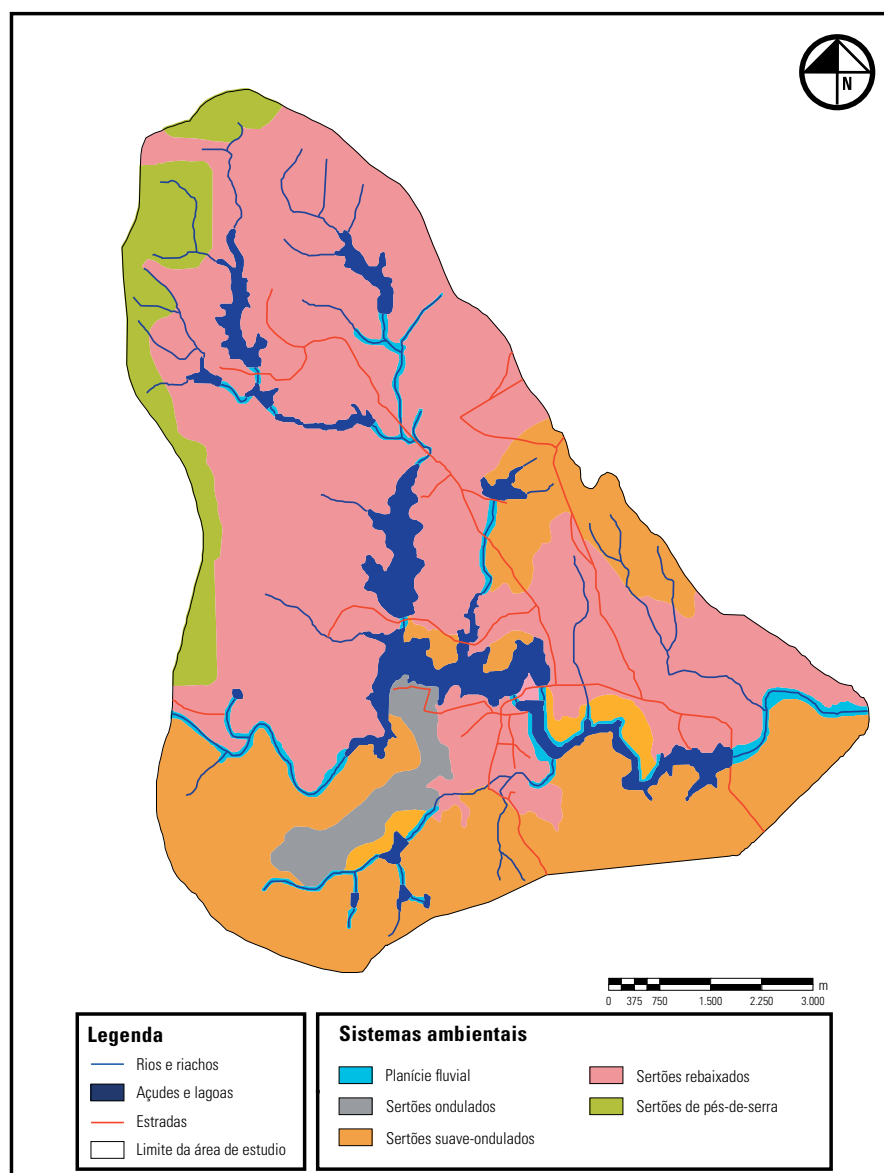 N
m
0 375 750 1.500 2.250 3.000
Legenda
Rios e riachos
Açudes e lagoas
Estradas
Limite da área de estudio
Sistemas ambientais
Planície fluvial
Sertões ondulados
Sertões suave-ondulados
Sertões rebaixados
Sertões de pés-de-serra